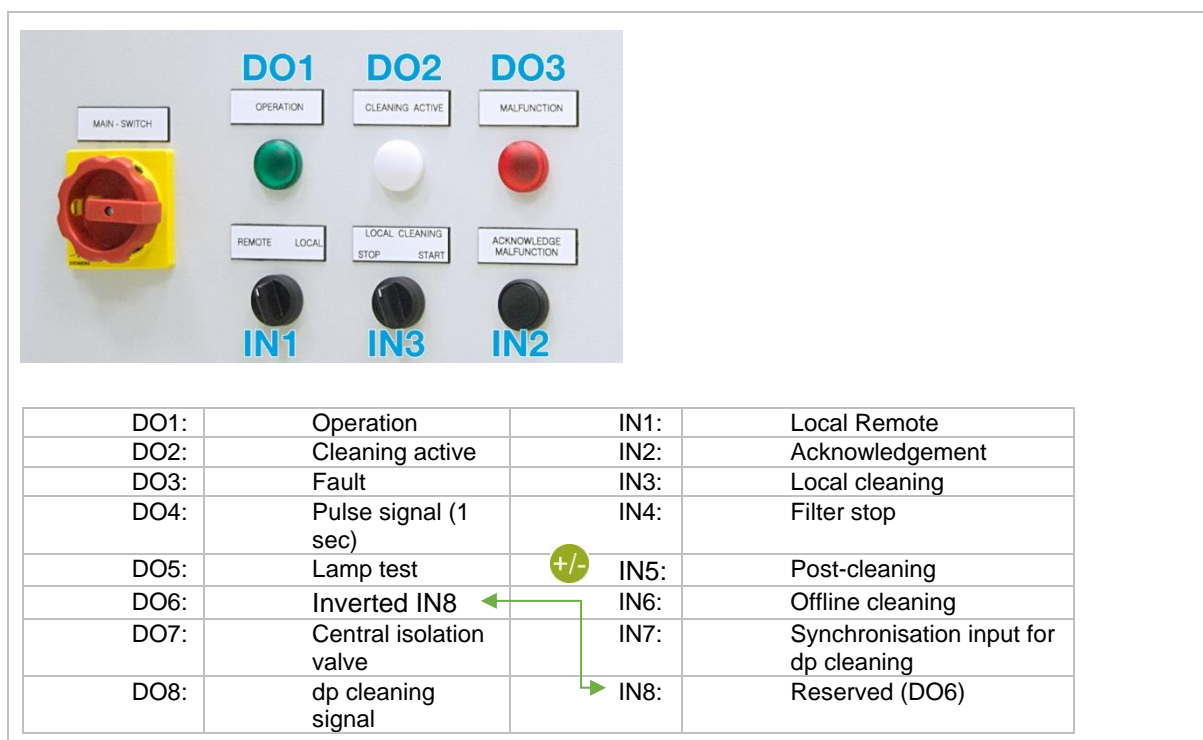 DO1 DO2 DO3
MAIN - SWITCH
OPERATION
CLEANING ACTIVE
MALFUNCTION
REMOTE LOCAL
LOCAL CLEANING
STOP START
ACKNOWLEDGE
MALFUNCTION
SIEMENS
IN1 IN3 IN2
DO1: Operation IN1: Local Remote
DO2: Cleaning active IN2: Acknowledgement
DO3: Fault IN3: Local cleaning
DO4: Pulse signal (1 IN4: Filter stop
sec)
DO5: Lamp test +/- IN5: Post-cleaning
DO6: Inverted IN8 IN6: Offline cleaning
DO7: Central isolation IN7: Synchronisation input for
valve dp cleaning
DO8: dp cleaning IN8: Reserved (DO6)
signal